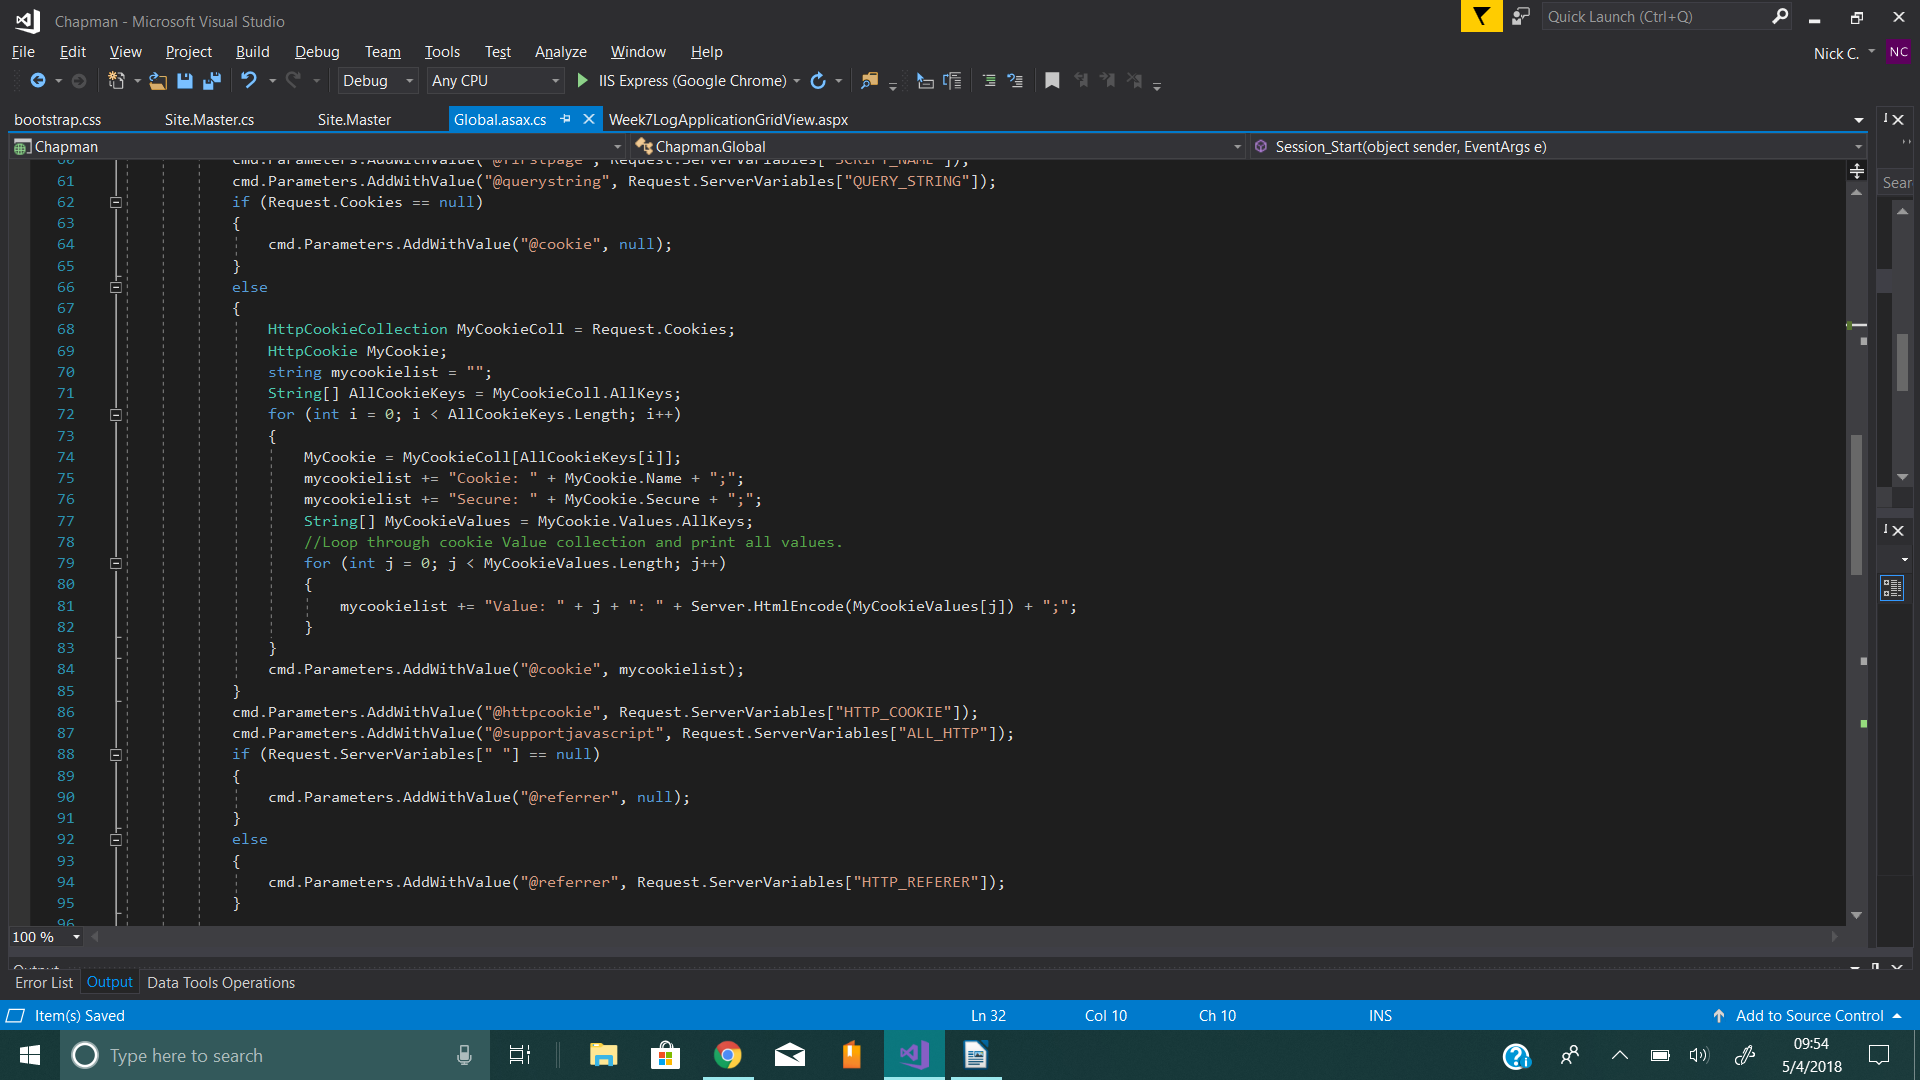 Chapman - Microsoft Visual Studio
Quick Launch (Ctrl+Q)
File Edit View Project Build Debug Team Tools Test Analyze Window Help
Nick C. NC
Debug Any CPU IIS Express (Google Chrome)
bootstrap.css Site.Master.cs Site.Master Global.asax.cs Week7LogApplicationGridView.aspx
Chapman Chapman.Global Session_Start(object sender, EventArgs e)
60 cmd.Parameters.AddWithValue("@firstpage", Request.ServerVariables["SCRIPT_NAME"]);
61 cmd.Parameters.AddWithValue("@querystring", Request.ServerVariables["QUERY_STRING"]);
Sear
62 if (Request.Cookies == null)
63 {
64 cmd.Parameters.AddWithValue("@cookie", null);
65 }
66 else
67 {
68 HttpCookieCollection MyCookieColl = Request.Cookies;
69 HttpCookie MyCookie;
70 string mycookielist = "";
71 String[] AllCookieKeys = MyCookieColl.AllKeys;
72 for (int i = 0; i < AllCookieKeys.Length; i++)
73 {
74 MyCookie = MyCookieColl[AllCookieKeys[i]];
75 mycookielist += "Cookie: " + MyCookie.Name + ";";
76 mycookielist += "Secure: " + MyCookie.Secure + ";";
77 String[] MyCookieValues = MyCookie.Values.AllKeys;
78 //Loop through cookie Value collection and print all values.
79 for (int j = 0; j < MyCookieValues.Length; j++)
80 {
81 mycookielist += "Value: " + j + ": " + Server.HtmlEncode(MyCookieValues[j]) + ";";
82 }
83 }
84 cmd.Parameters.AddWithValue("@cookie", mycookielist);
85 }
86 cmd.Parameters.AddWithValue("@httpcookie", Request.ServerVariables["HTTP_COOKIE"]);
87 cmd.Parameters.AddWithValue("@supportjavascript", Request.ServerVariables["ALL_HTTP"]);
88 if (Request.ServerVariables[" "] == null)
89 {
90 cmd.Parameters.AddWithValue("@referrer", null);
91 }
92 else
93 {
94 cmd.Parameters.AddWithValue("@referrer", Request.ServerVariables["HTTP_REFERER"]);
95 }
96
100 %
Output
Error List Output Data Tools Operations
Item(s) Saved Ln 32 Col 10 Ch 10 INS Add to Source Control
Type here to search
09:54
5/4/2018